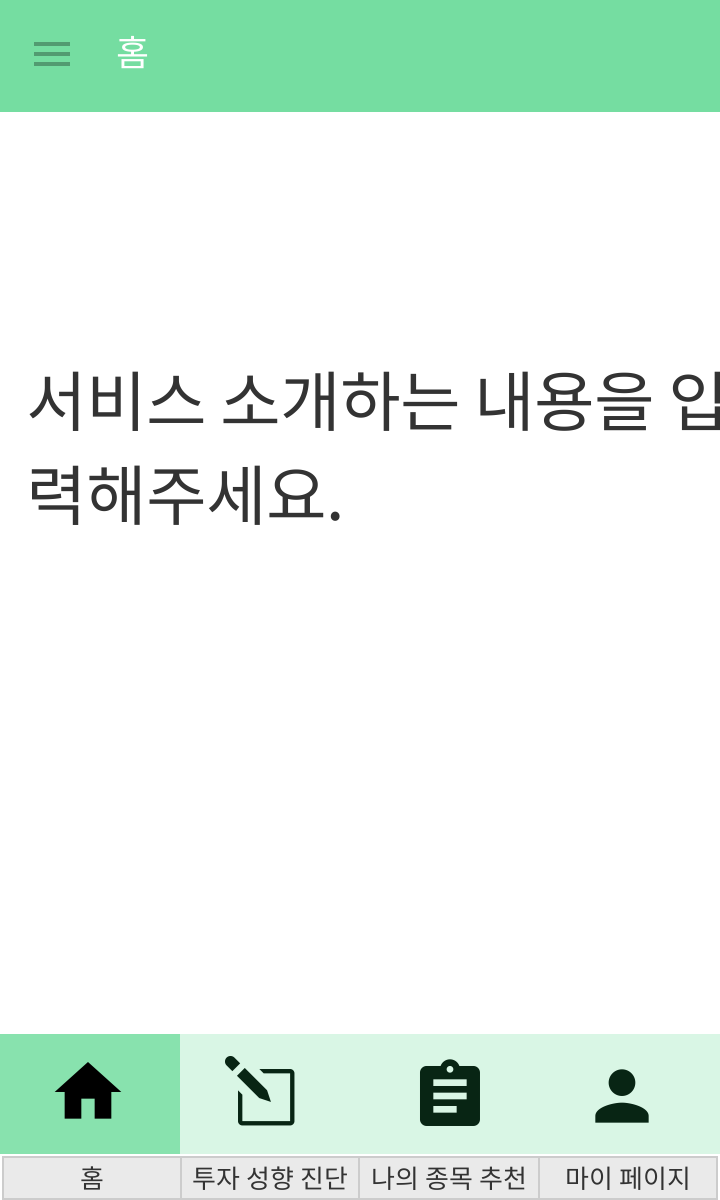 홈
서비스 소개하는 내용을 입
력해주세요.
홈
투자 성향 진단
나의 종목 추천
마이 페이지